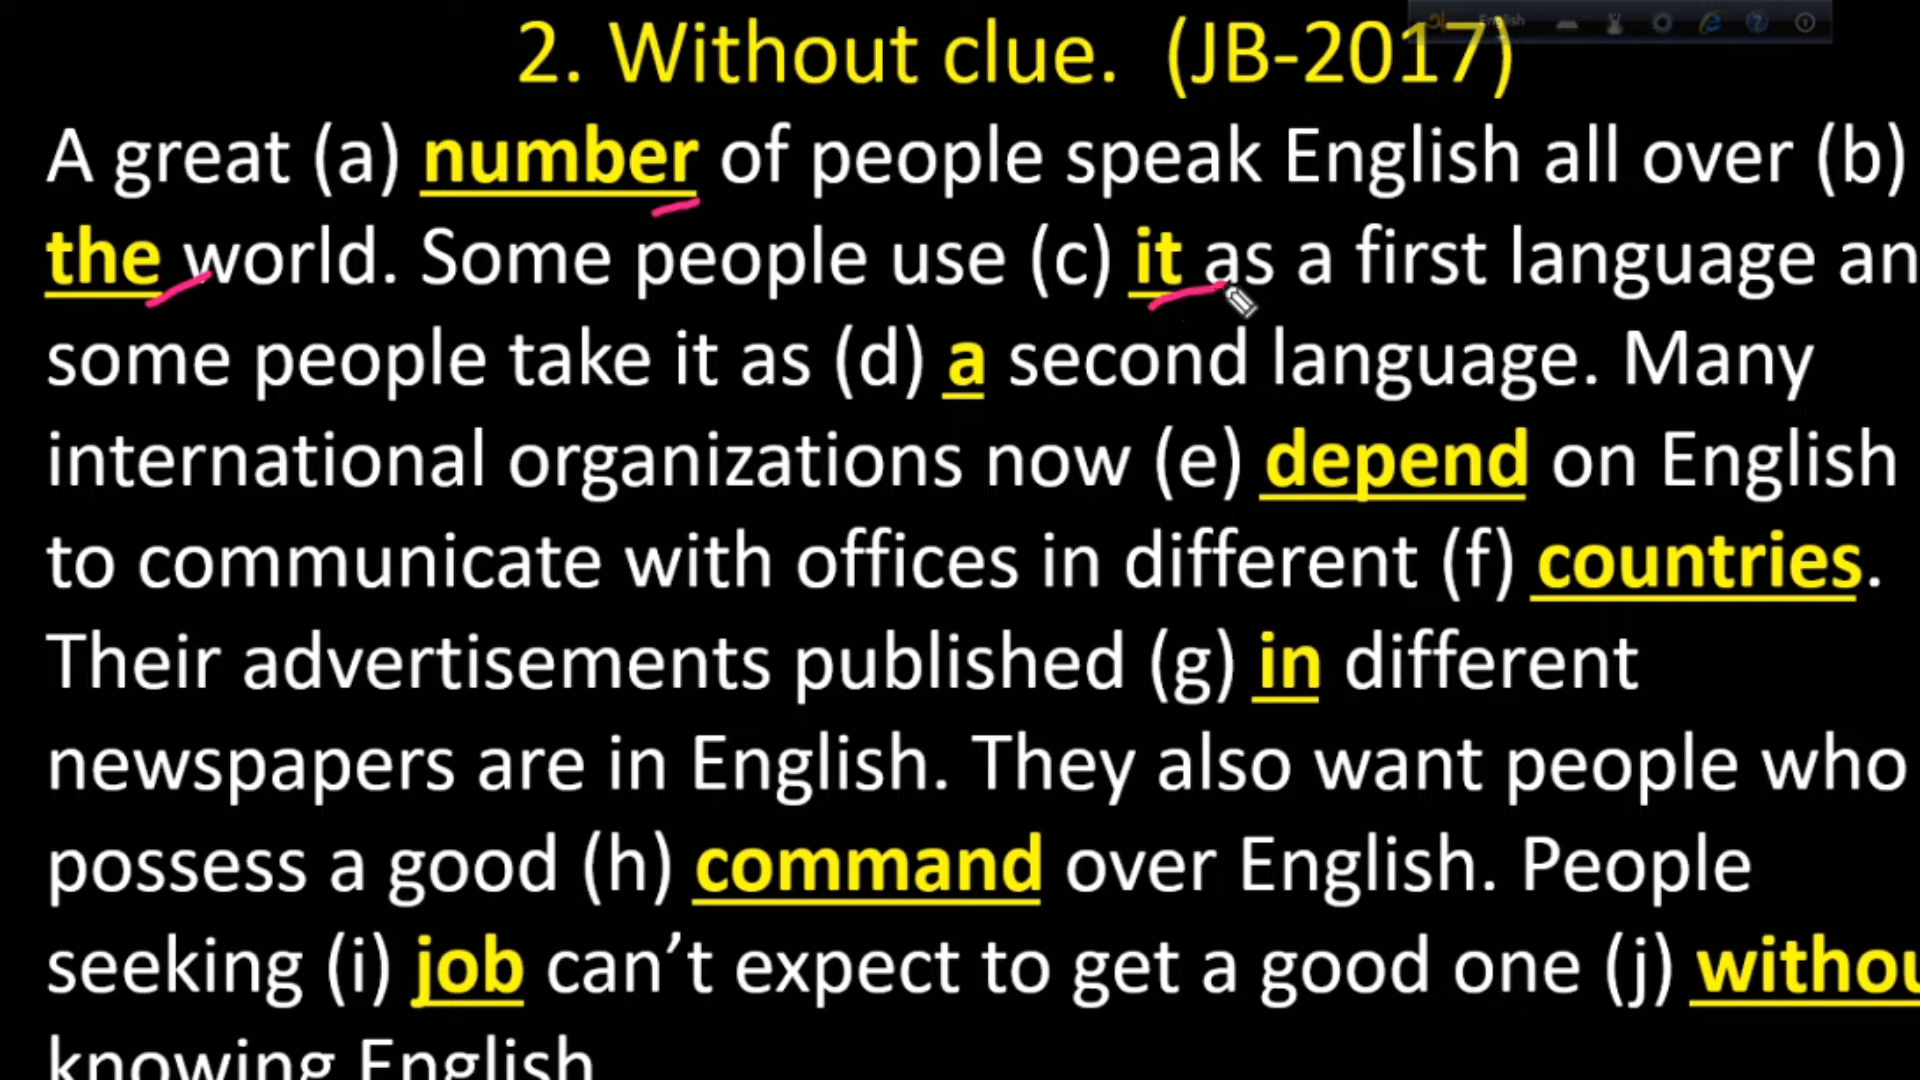 2. Without clue. (JB-2017)
English
A great (a) number of people speak English all over (b)
the world. Some people use (c) it as a first language an
some people take it as (d) a second language. Many
international organizations now (e) depend on English
to communicate with offices in different (f) countries.
Their advertisements published (g) in different
newspapers are in English. They also want people who
possess a good (h) command over English. People
seeking (i) job can’t expect to get a good one (j) withou
knowing English